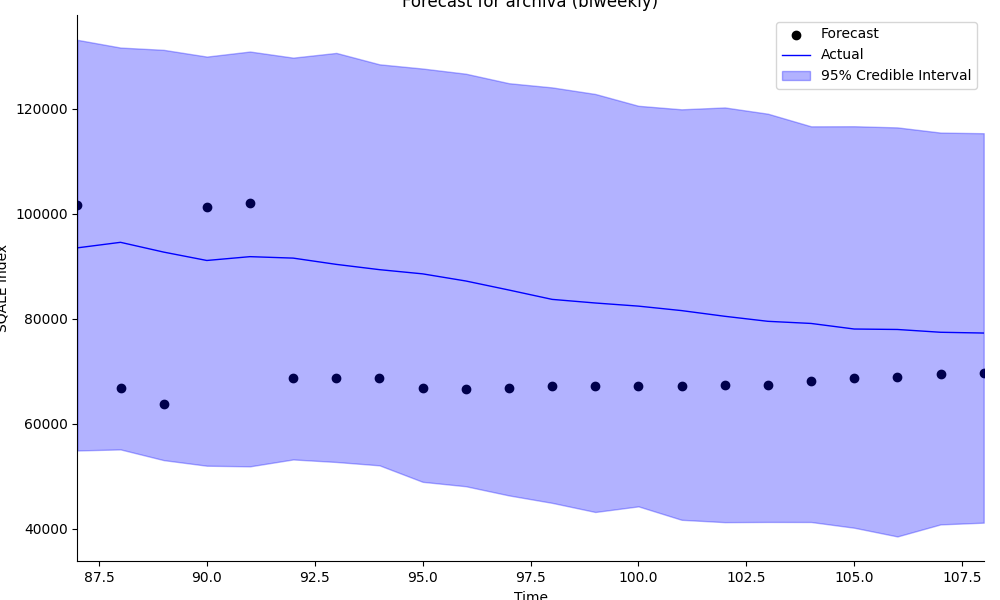 Forecast for archiva (biweekly)
Forecast
Actual
95% Credible Interval
120000
100000
80000
60000
40000
SQALE Index
87.5 90.0 92.5 95.0 97.5 100.0 102.5 105.0 107.5
Time